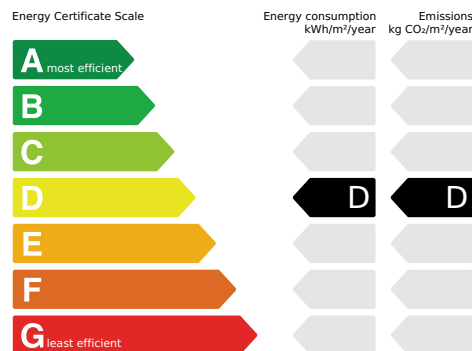 Energy Certificate Scale
Energy consumption
kWh/m²/year
Emissions
kg CO₂/m²/year
A most efficient
B
C
D D D
E
F
G least efficient